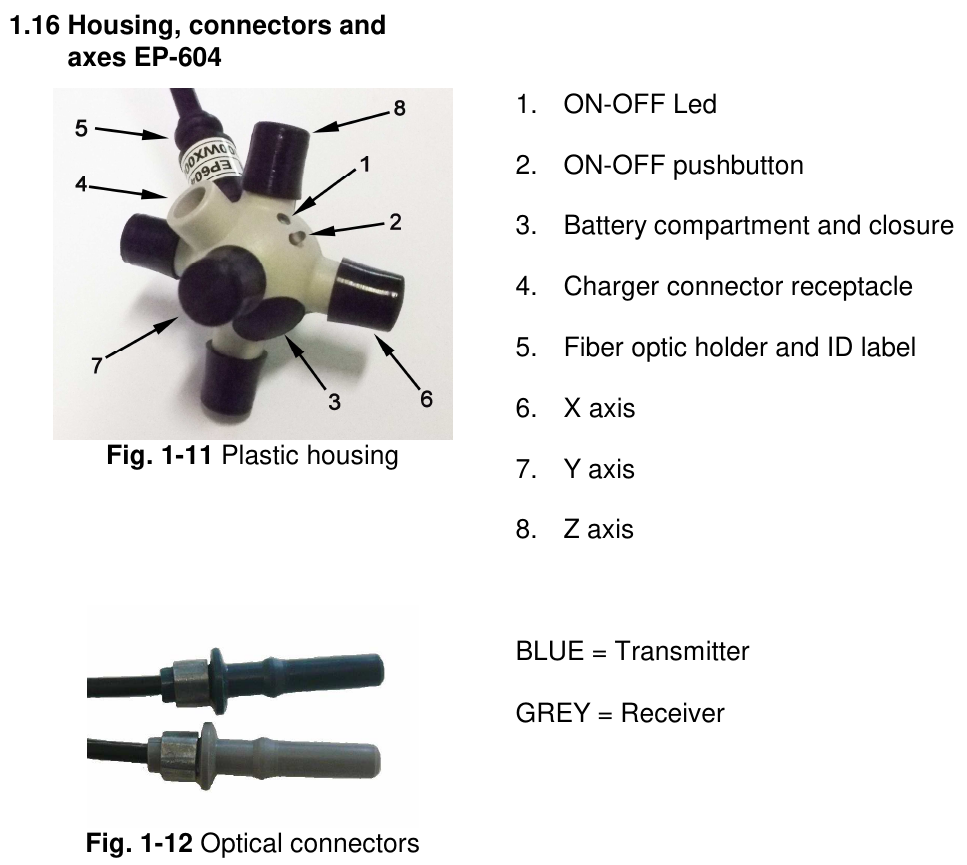 1.16 Housing, connectors and
axes EP-604
8
5
1
4
2
7
3
6
EP604
Fig. 1-11 Plastic housing
1. ON-OFF Led
2. ON-OFF pushbutton
3. Battery compartment and closure
4. Charger connector receptacle
5. Fiber optic holder and ID label
6. X axis
7. Y axis
8. Z axis
BLUE = Transmitter
GREY = Receiver
Fig. 1-12 Optical connectors